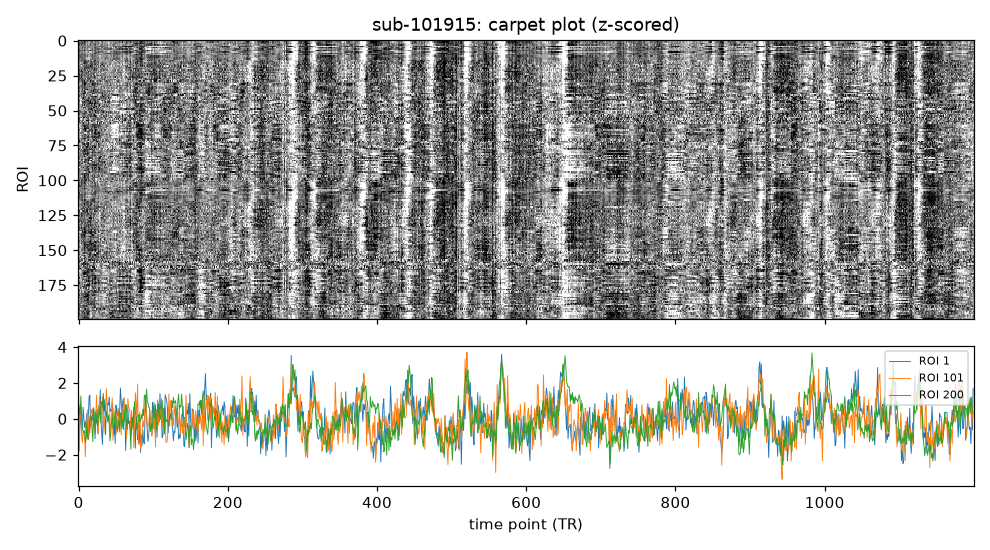 sub-101915: carpet plot (z-scored)
0
25
50
75
100
125
150
175
ROI
4
2
0
−2
ROI 1
ROI 101
ROI 200
0 200 400 600 800 1000
time point (TR)